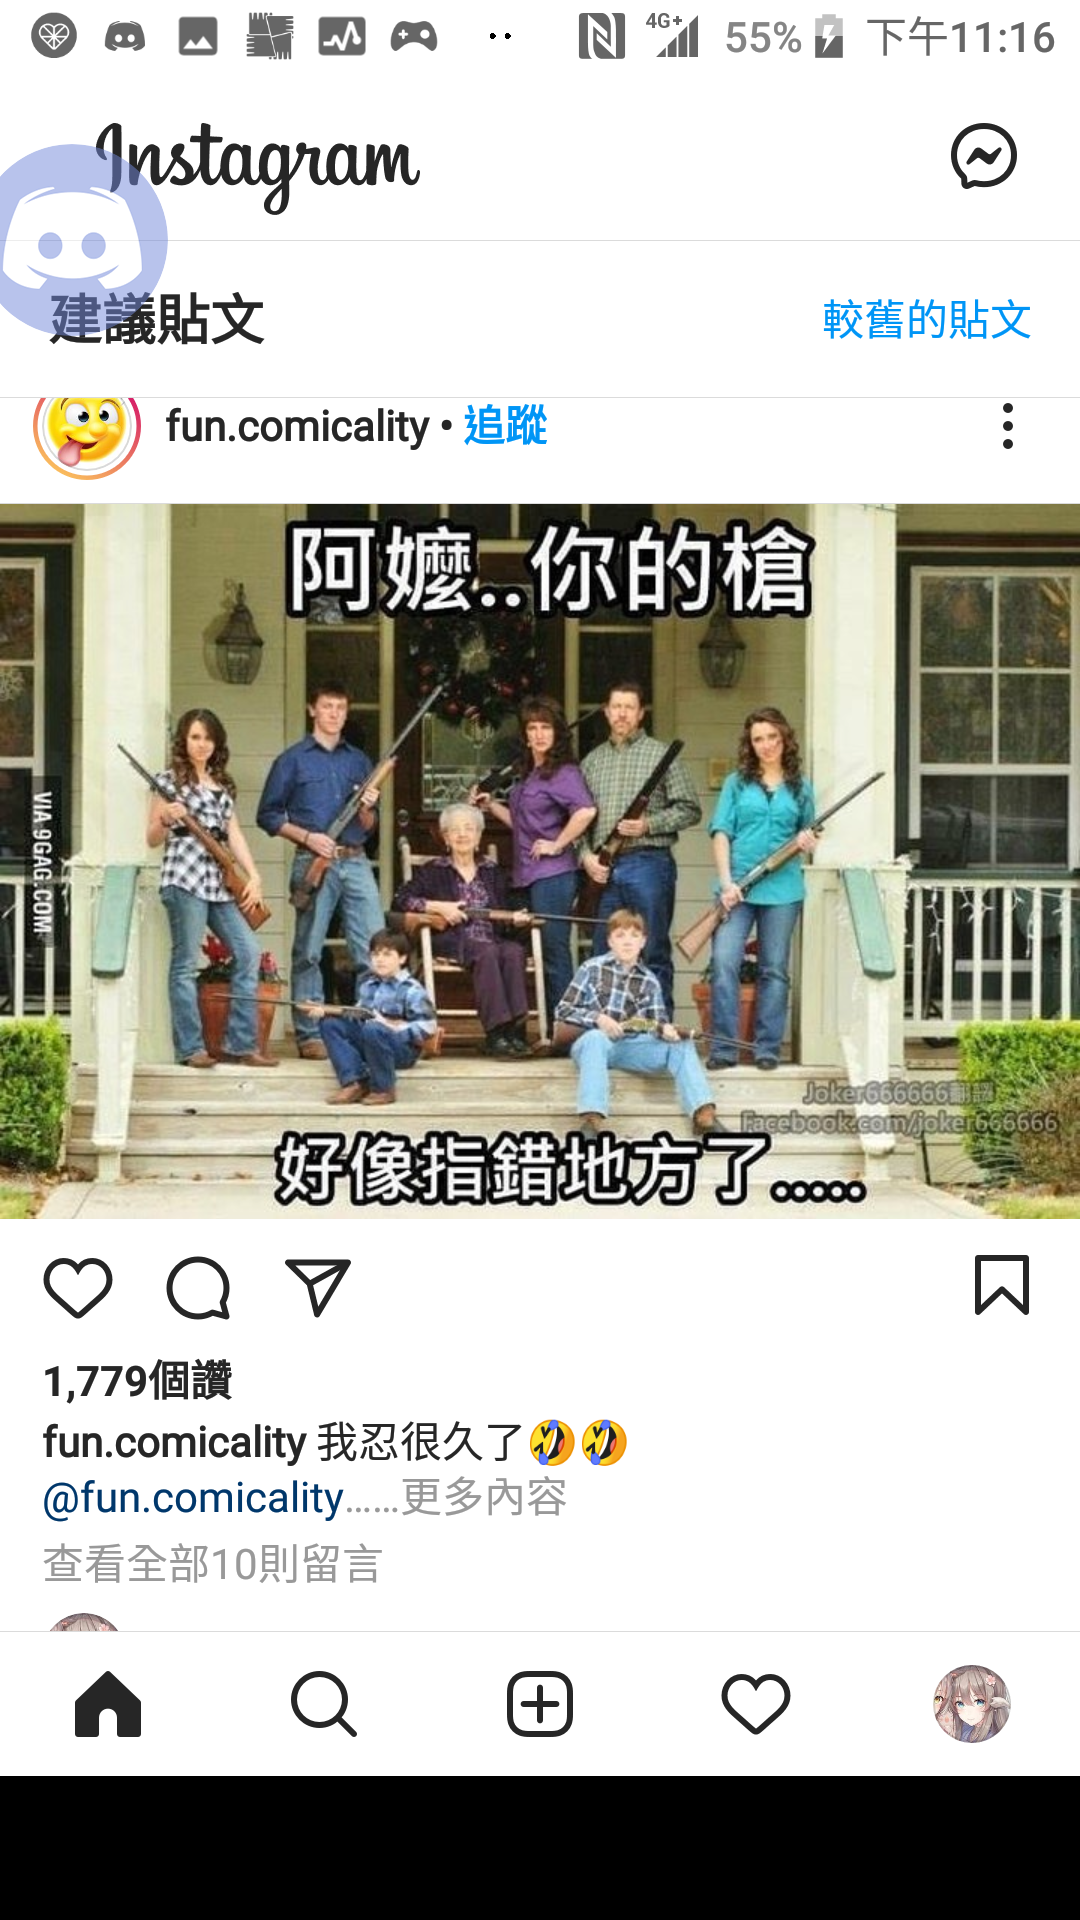 4G+ 55% 下午11:16
Instagram
建議貼文 較舊的貼文
fun.comicality • 追蹤
阿嬤..你的槍
VIA 9GAG.COM
Joker666666翻譯
Facebook.com/joker666666
好像指錯地方了.....
1,779個讚
fun.comicality 我忍很久了🤣🤣
@fun.comicality......更多內容
查看全部10則留言